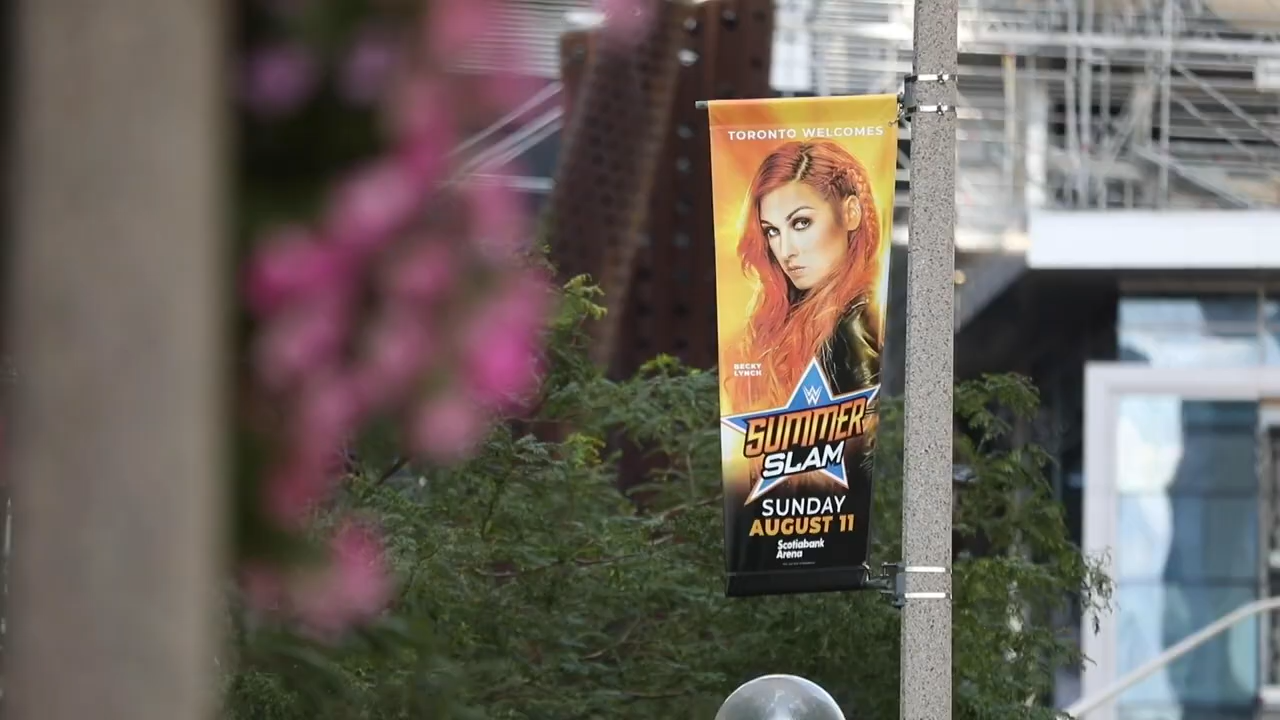 TORONTO WELCOMES
BECKY
LYNCH
W
SUMMER
SLAM
SUNDAY
AUGUST 11
Scotiabank
Arena